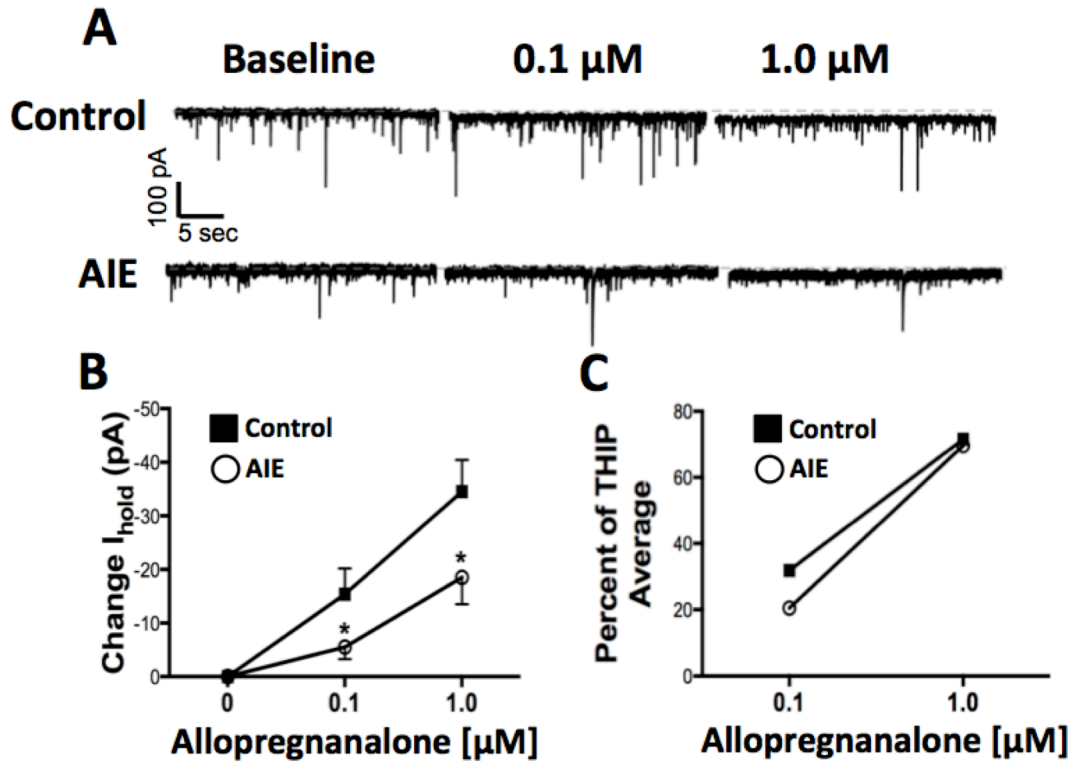 A
Baseline 0.1 µM 1.0 µM
Control
100 pA
5 sec
AIE
B
Change Ihold (pA)
-50
-40
-30
-20
-10
0
Control
AIE
*
*
0 0.1 1.0
Allopregnanalone [µM]
C
Percent of THIP
Average
80
60
40
20
0
Control
AIE
0.1 1.0
Allopregnanalone [µM]